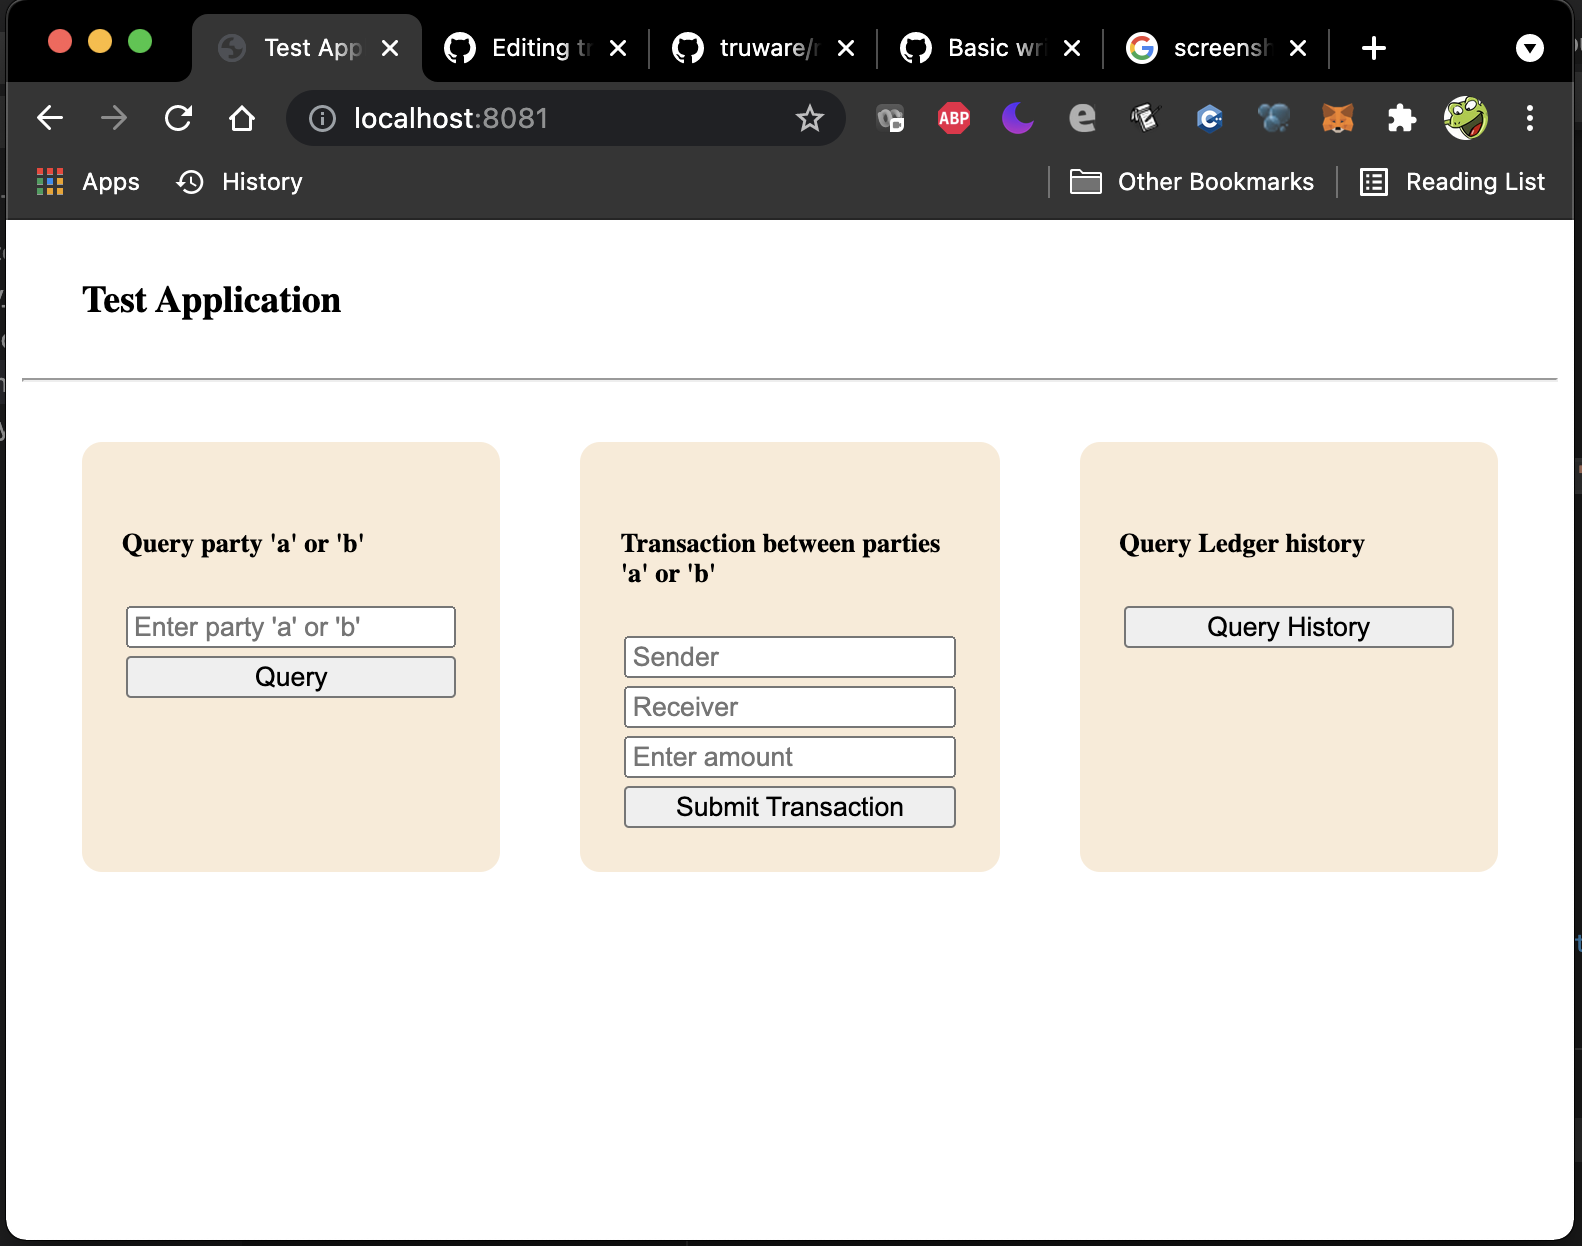 Test App
Editing tr
truware/r
Basic wri
screensh
localhost:8081
ABP
Apps
History
Other Bookmarks
Reading List
Test Application
Query party 'a' or 'b'
Enter party 'a' or 'b'
Query
Transaction between parties
'a' or 'b'
Sender
Receiver
Enter amount
Submit Transaction
Query Ledger history
Query History